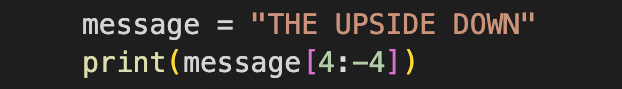 message = "THE UPSIDE DOWN"
print(message[4:-4])